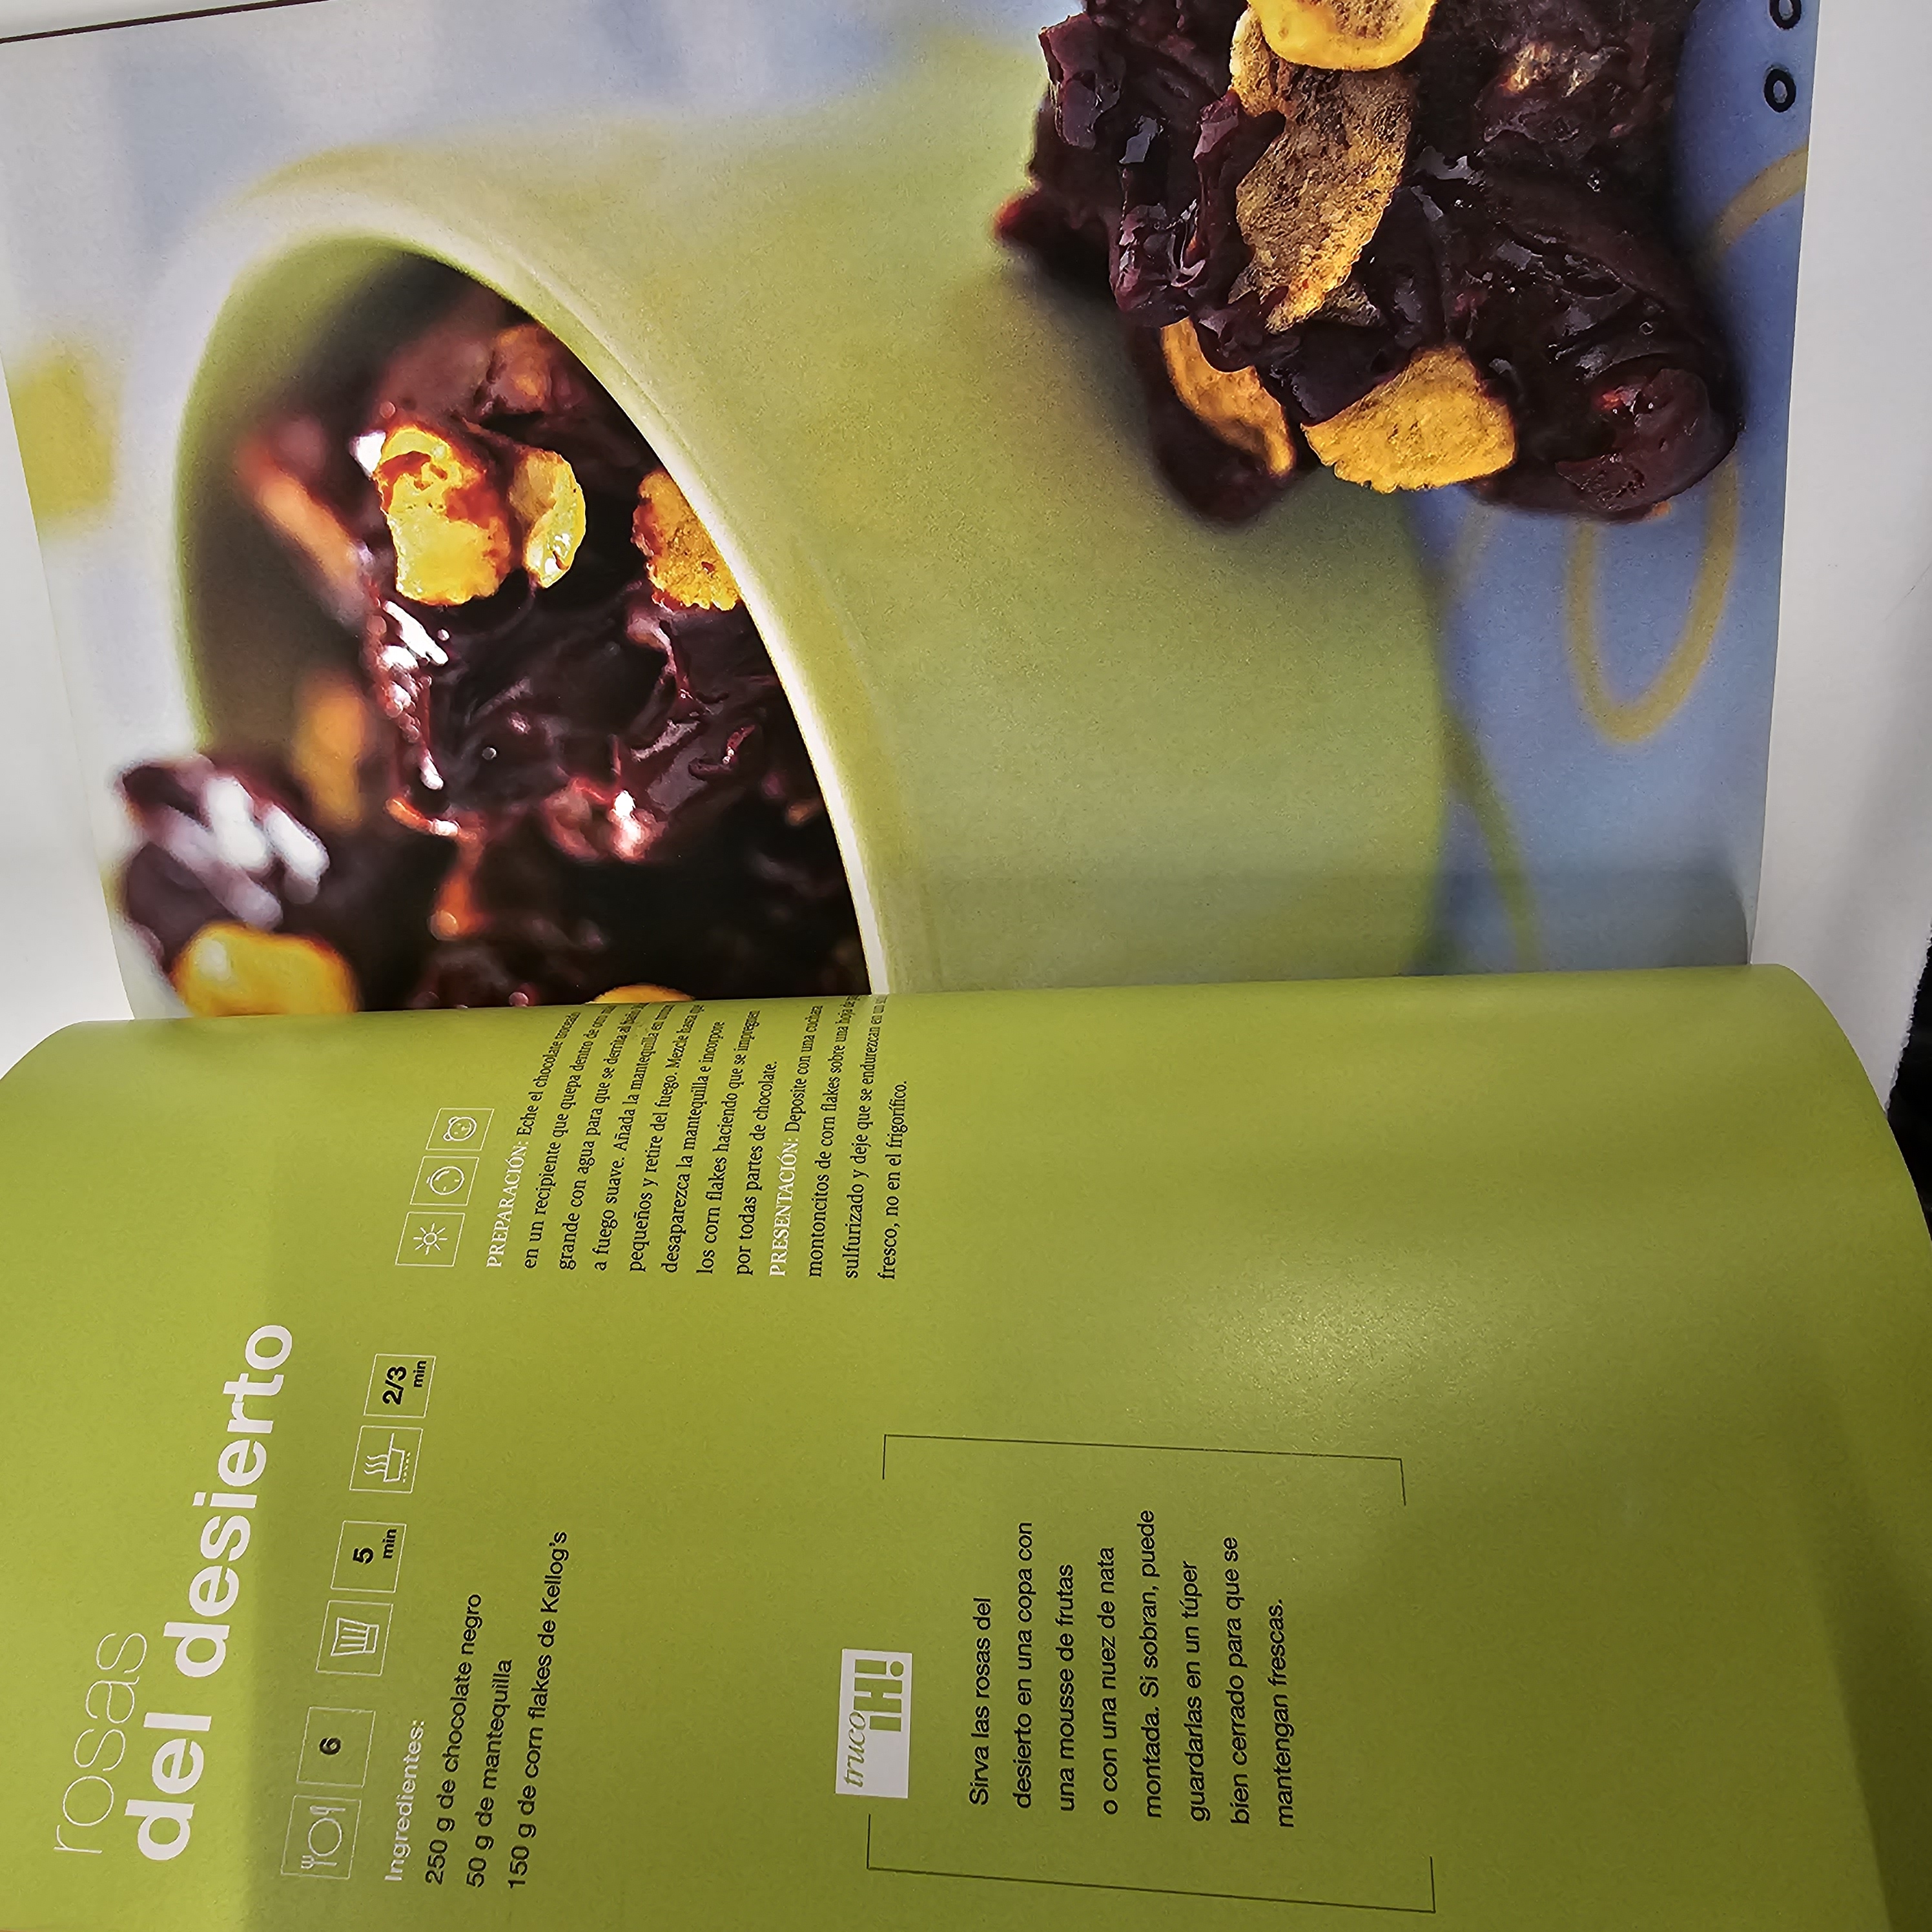 rosas
del desierto
6
5
min
2/3
min
Ingredientes:
250 g de chocolate negro
50 g de mantequilla
150 g de corn flakes de Kellog's
PREPARACIÓN: Eche el chocolate troceado
en un recipiente que quepa dentro de otro
grande con agua para que se derrita al baño
a fuego suave. Añada la mantequilla en
pequeños y retire del fuego. Mezcle hasta que
desaparezca la mantequilla e incorpore
los corn flakes haciendo que se impregnen
por todas partes de chocolate.
PRESENTACIÓN: Deposite con una cuchara
montoncitos de corn flakes sobre una hoja de
sulfurizado y deje que se endurezcan en un
fresco, no en el frigorífico.
truco
¡H!
Sirva las rosas del
desierto en una copa con
una mousse de frutas
o con una nuez de nata
montada. Si sobran, puede
guardarlas en un túper
bien cerrado para que se
mantengan frescas.